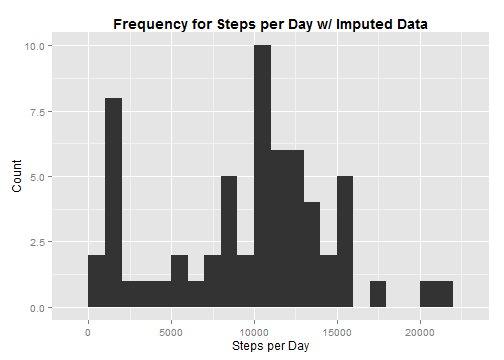 Frequency for Steps per Day w/ Imputed Data
10.0
7.5
5.0
2.5
0.0
Count
0 5000 10000 15000 20000
Steps per Day